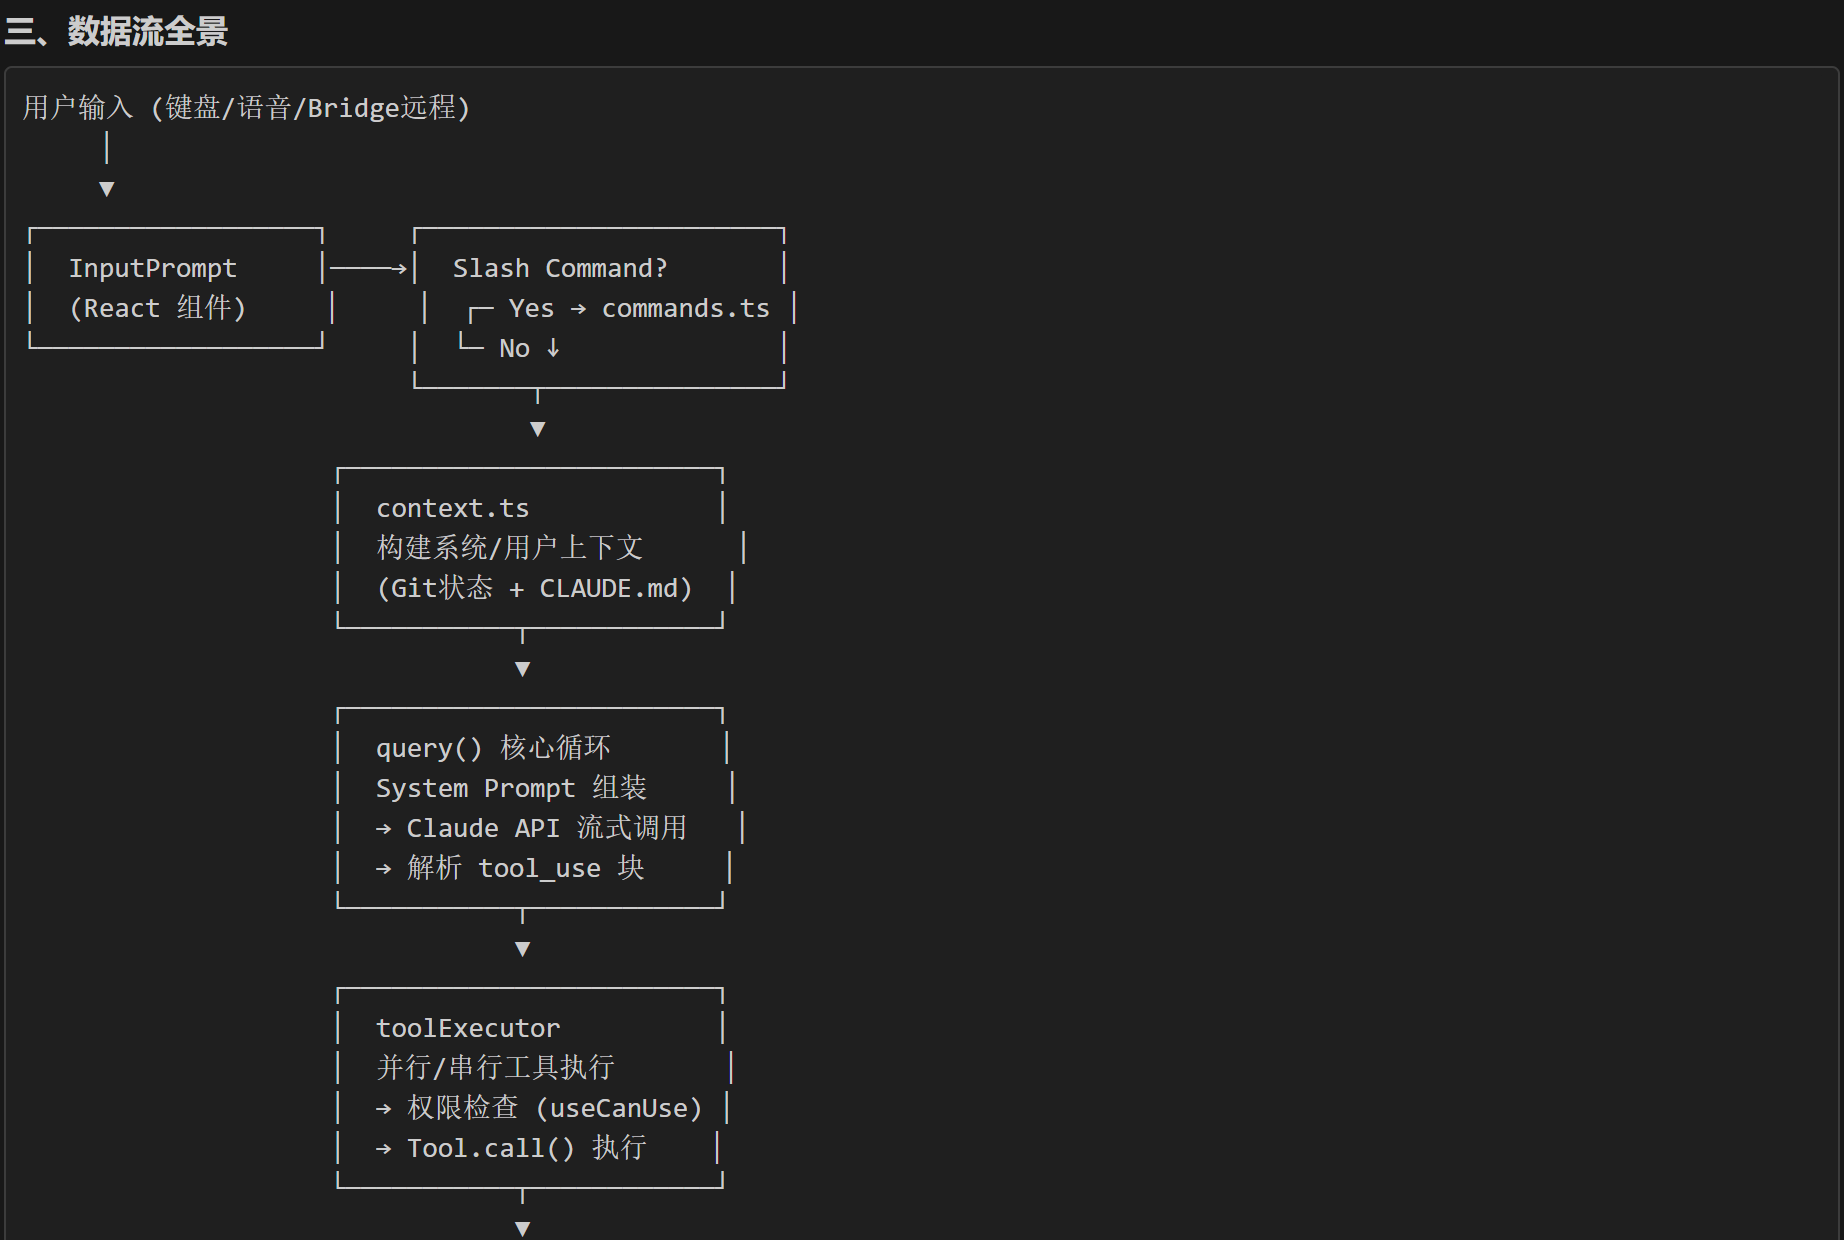 三、数据流全景
用户输入 (键盘/语音/Bridge远程)
InputPrompt
(React 组件)
Slash Command?
Yes → commands.ts
No ↓
context.ts
构建系统/用户上下文
(Git状态 + CLAUDE.md)
query() 核心循环
System Prompt 组装
→ Claude API 流式调用
→ 解析 tool_use 块
toolExecutor
并行/串行工具执行
→ 权限检查 (useCanUse)
→ Tool.call() 执行